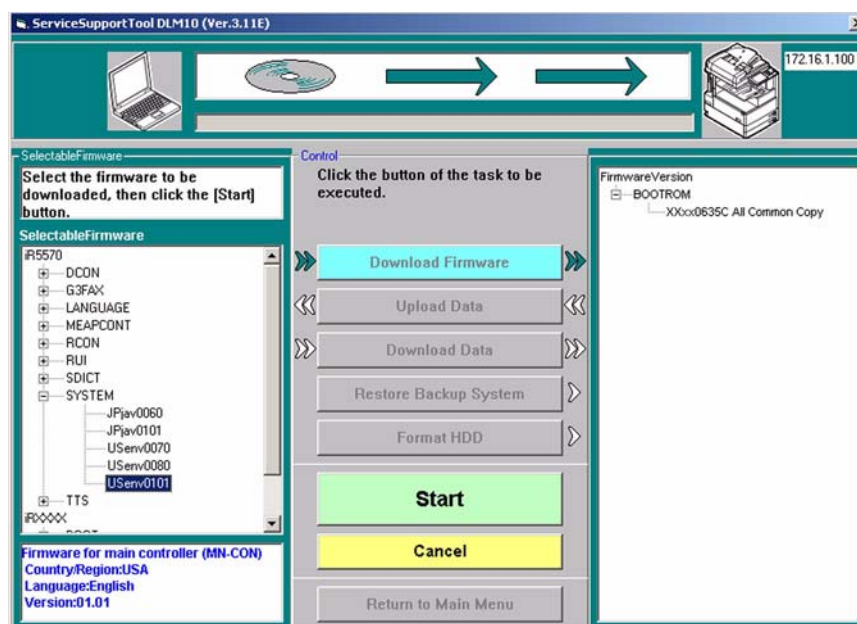 ServiceSupportTool DLM10 (Ver.3.11E)
172.16.1.100
SelectableFirmware
Select the firmware to be
downloaded, then click the [Start]
button.
SelectableFirmware
iR5570
DCON
G3FAX
LANGUAGE
MEAPCONT
RCON
RUI
SDICT
SYSTEM
JPjav0060
JPjav0101
USenv0070
USenv0080
USenv0101
TTS
iRXXXX
Firmware for main controller (MN-CON)
Country/Region:USA
Language:English
Version:01.01
Control
Click the button of the task to be
executed.
Download Firmware
Upload Data
Download Data
Restore Backup System
Format HDD
Start
Cancel
Return to Main Menu
FirmwareVersion
BOOTROM
XXxx0635C All Common Copy